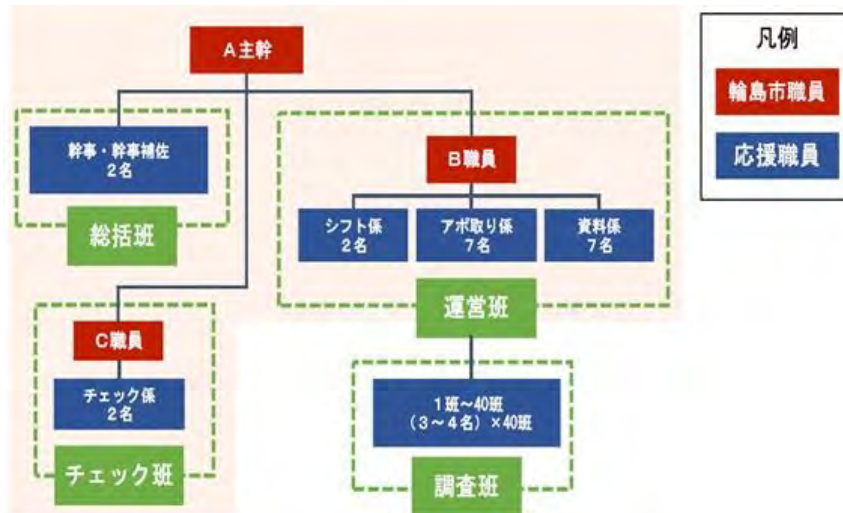 A主幹
凡例
輪島市職員
応援職員
幹事・幹事補佐
2名
総括班
B職員
シフト係
2名
アポ取り係
7名
資料係
7名
運営班
C職員
チェック係
2名
チェック班
1班～40班
（3～4名）×40班
調査班